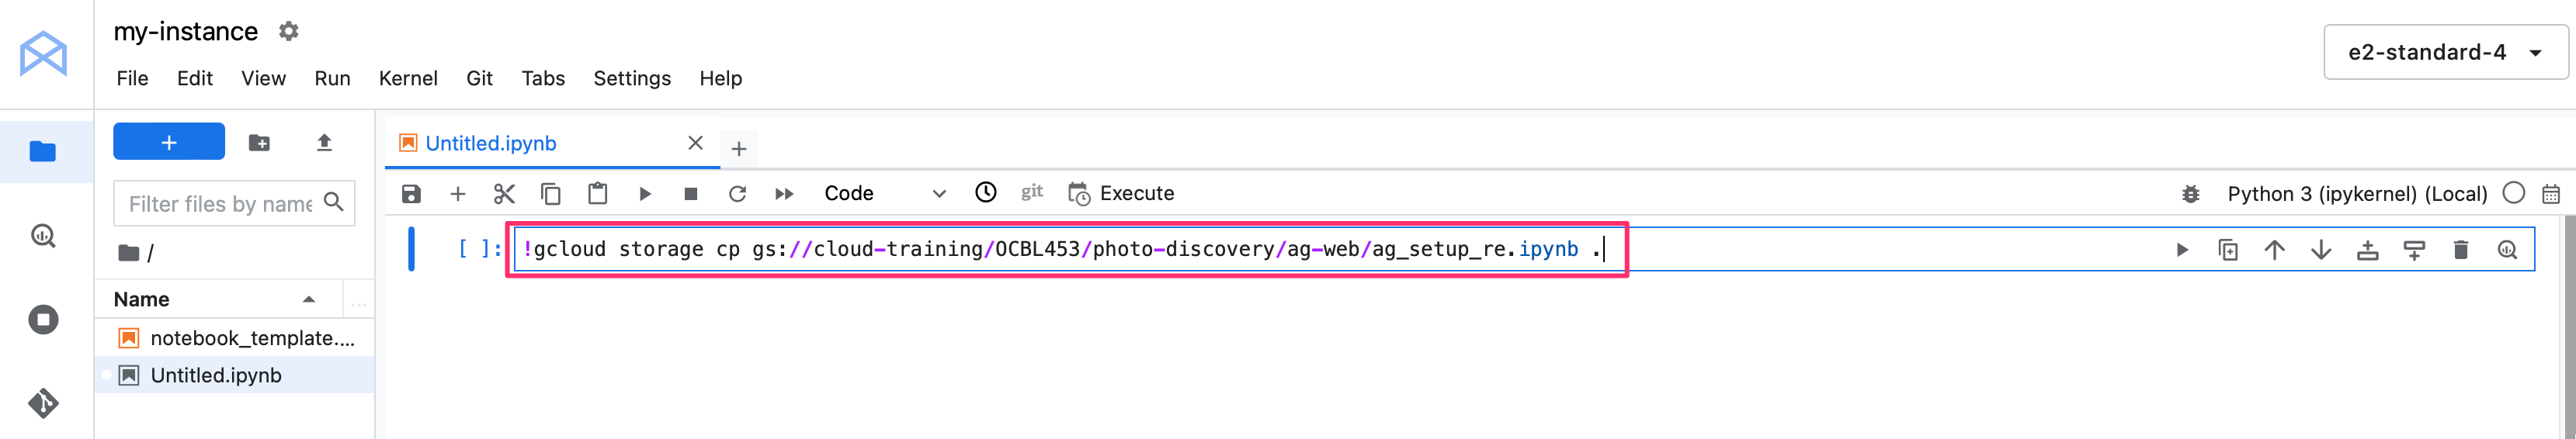 my-instance
e2-standard-4
File Edit View Run Kernel Git Tabs Settings Help
+
Untitled.ipynb
Code
git
Execute
Python 3 (ipykernel) (Local)
Filter files by name
/
[ ]: !gcloud storage cp gs://cloud-training/OCBL453/photo-discovery/ag-web/ag_setup_re.ipynb .
Name ...
notebook_template....
Untitled.ipynb